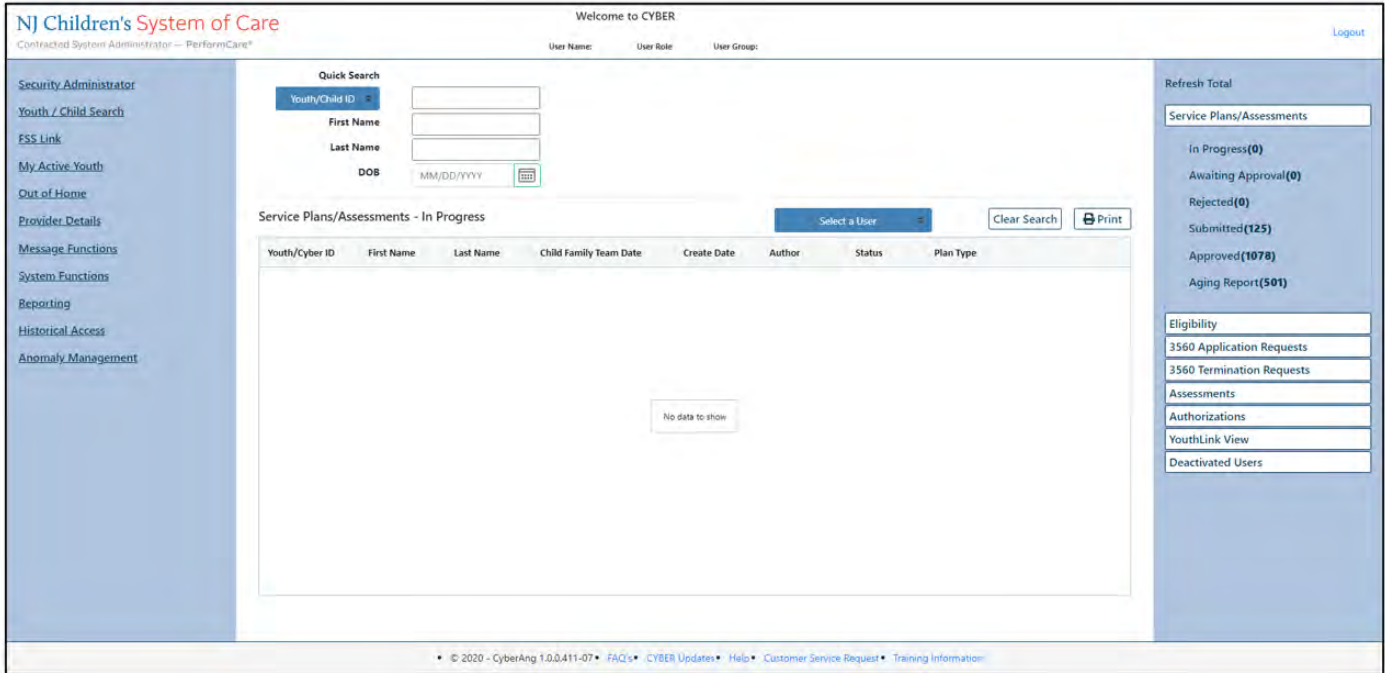 NJ Children's System of Care
Contracted System Administrator — PerformCare®
Welcome to CYBER
User Name: User Role User Group:
Logout
Security Administrator
Youth / Child Search
FSS Link
My Active Youth
Out of Home
Provider Details
Message Functions
System Functions
Reporting
Historical Access
Anomaly Management
Quick Search
Youth/Child ID
First Name
Last Name
DOB MM/DD/YYYY
Service Plans/Assessments - In Progress Select a User Clear Search Print
Youth/Cyber ID First Name Last Name Child Family Team Date Create Date Author Status Plan Type
No data to show
Refresh Total
Service Plans/Assessments
In Progress(0)
Awaiting Approval(0)
Rejected(0)
Submitted(125)
Approved(1078)
Aging Report(501)
Eligibility
3560 Application Requests
3560 Termination Requests
Assessments
Authorizations
YouthLink View
Deactivated Users
• © 2020 - CyberAng 1.0.0.411-07 • FAQ's • CYBER Updates • Help • Customer Service Request • Training Information